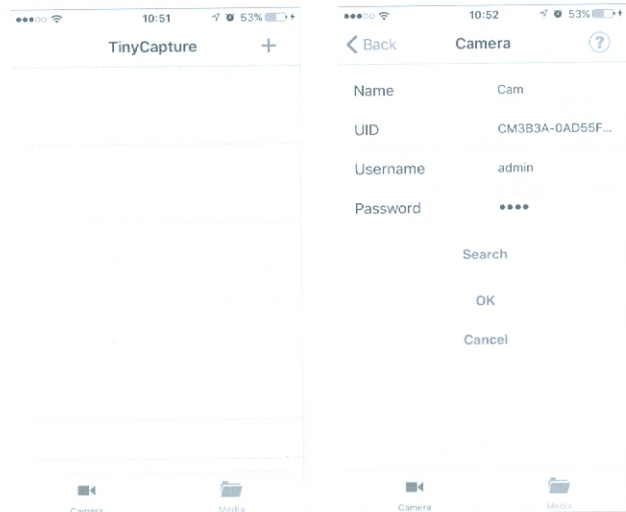 10:51
53%
TinyCapture
+
Camera
Media
10:52
53%
Back
Camera
?
Name
Cam
UID
CM3B3A-0AD55F...
Username
admin
Password
••••
Search
OK
Cancel
Camera
Media